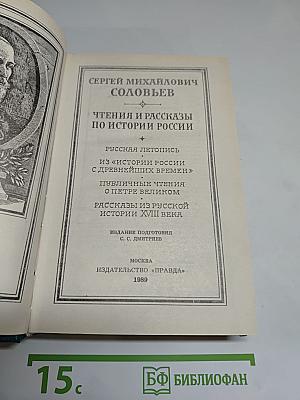 СЕРГЕЙ МИХАЙЛОВИЧ
СОЛОВЬЕВ
ЧТЕНИЯ И РАССКАЗЫ
ПО ИСТОРИИ РОССИИ
РУССКАЯ ЛЕТОПИСЬ
ИЗ «ИСТОРИИ РОССИИ
С ДРЕВНЕЙШИХ ВРЕМЕН»
ПУБЛИЧНЫЕ ЧТЕНИЯ
О ПЕТРЕ ВЕЛИКОМ
РАССКАЗЫ ИЗ РУССКОЙ
ИСТОРИИ XVIII ВЕКА
ИЗДАНИЕ ПОДГОТОВИЛ
С. С. ДМИТРИЕВ
МОСКВА
ИЗДАТЕЛЬСТВО «ПРАВДА»
1989
15с
БФ БИБЛИОФАН